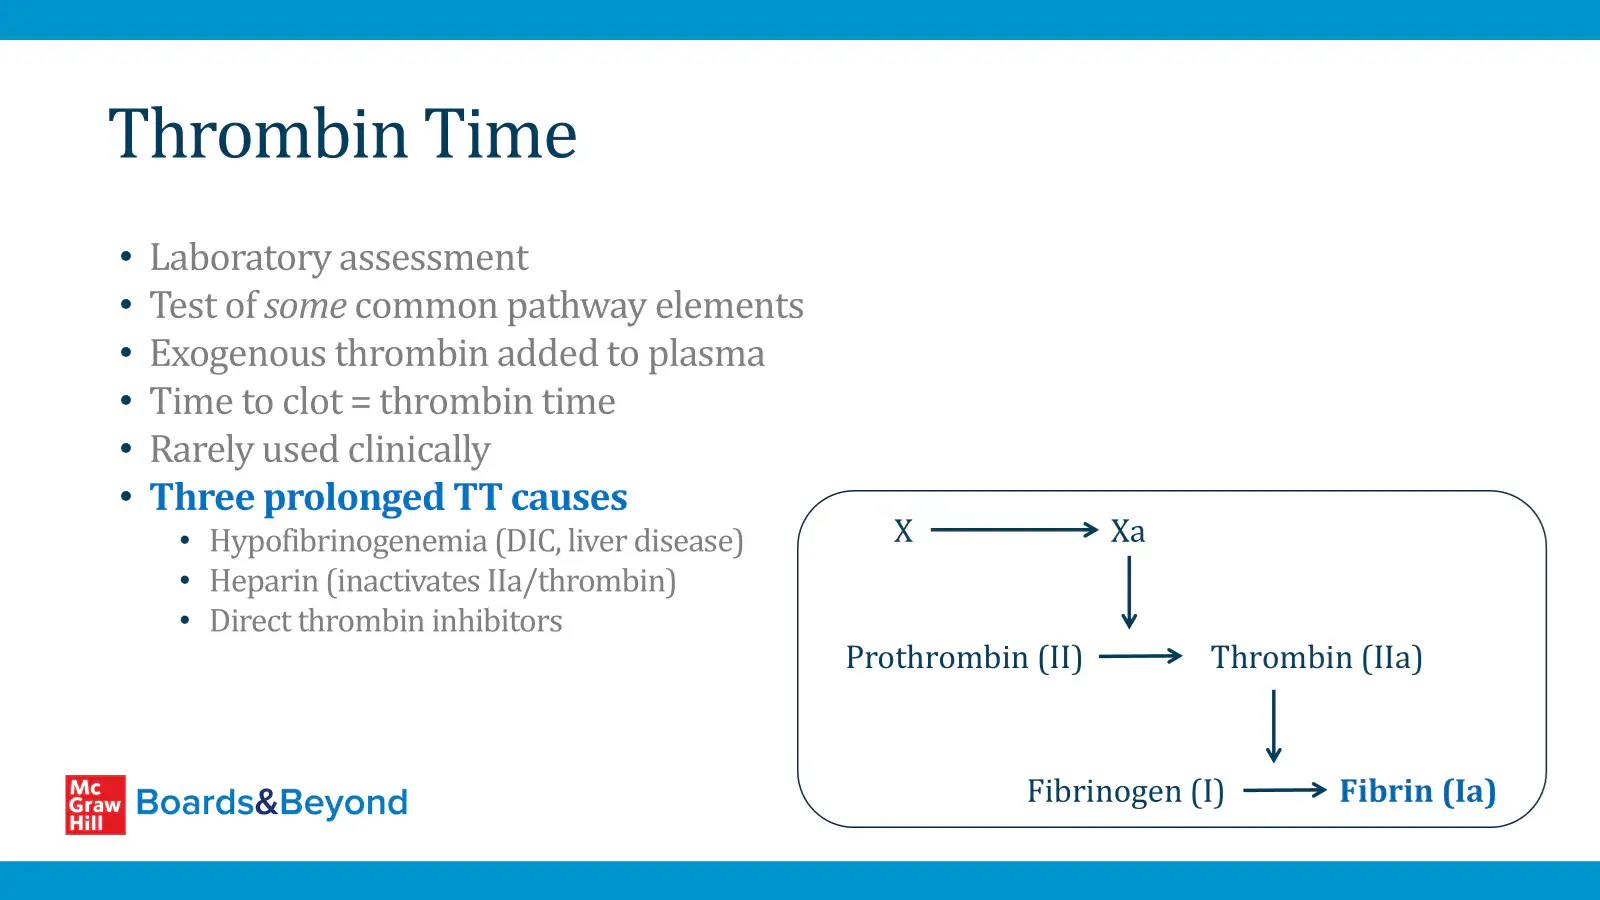 Thrombin Time
• Laboratory assessment
• Test of some common pathway elements
• Exogenous thrombin added to plasma
• Time to clot = thrombin time
• Rarely used clinically
• Three prolonged TT causes
• Hypofibrinogenemia (DIC, liver disease)
• Heparin (inactivates IIa/thrombin)
• Direct thrombin inhibitors
X Xa
Prothrombin (II) Thrombin (IIa)
Fibrinogen (I) Fibrin (Ia)
Mc
Graw
Hill
Boards&Beyond